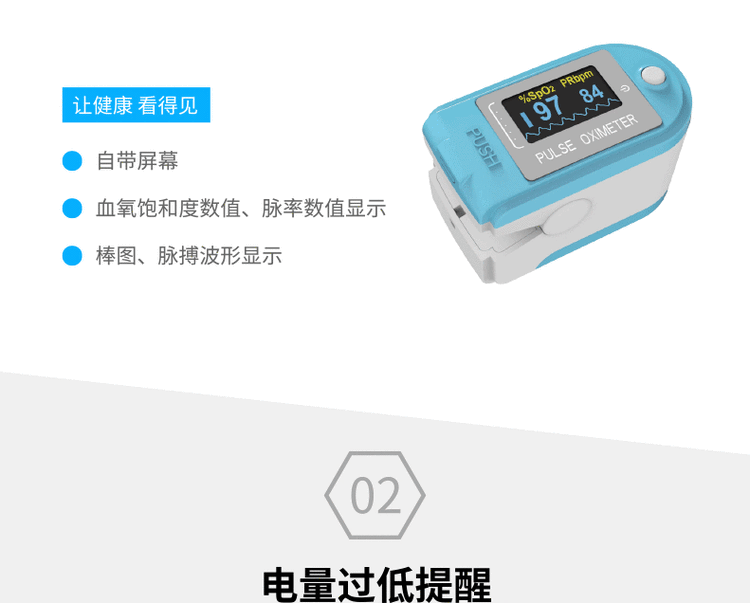 让健康 看得见
自带屏幕
血氧饱和度数值、脉率数值显示
棒图、脉搏波形显示
%SpO2 PRbpm
97 84
PUSH
PULSE OXIMETER
02
电量过低提醒